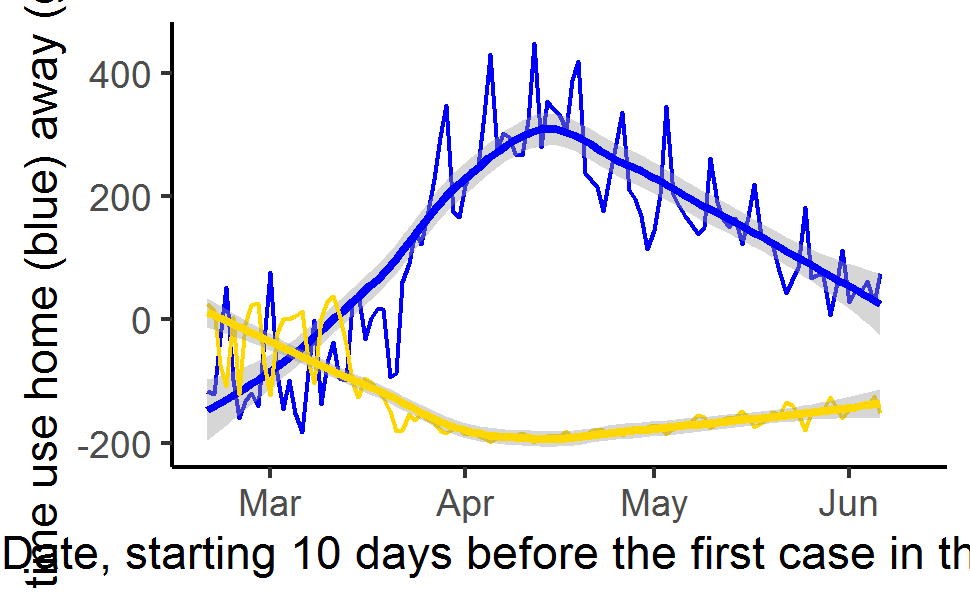 time use home (blue) away (
400
200
0
-200
Mar Apr May Jun
Date, starting 10 days before the first case in th